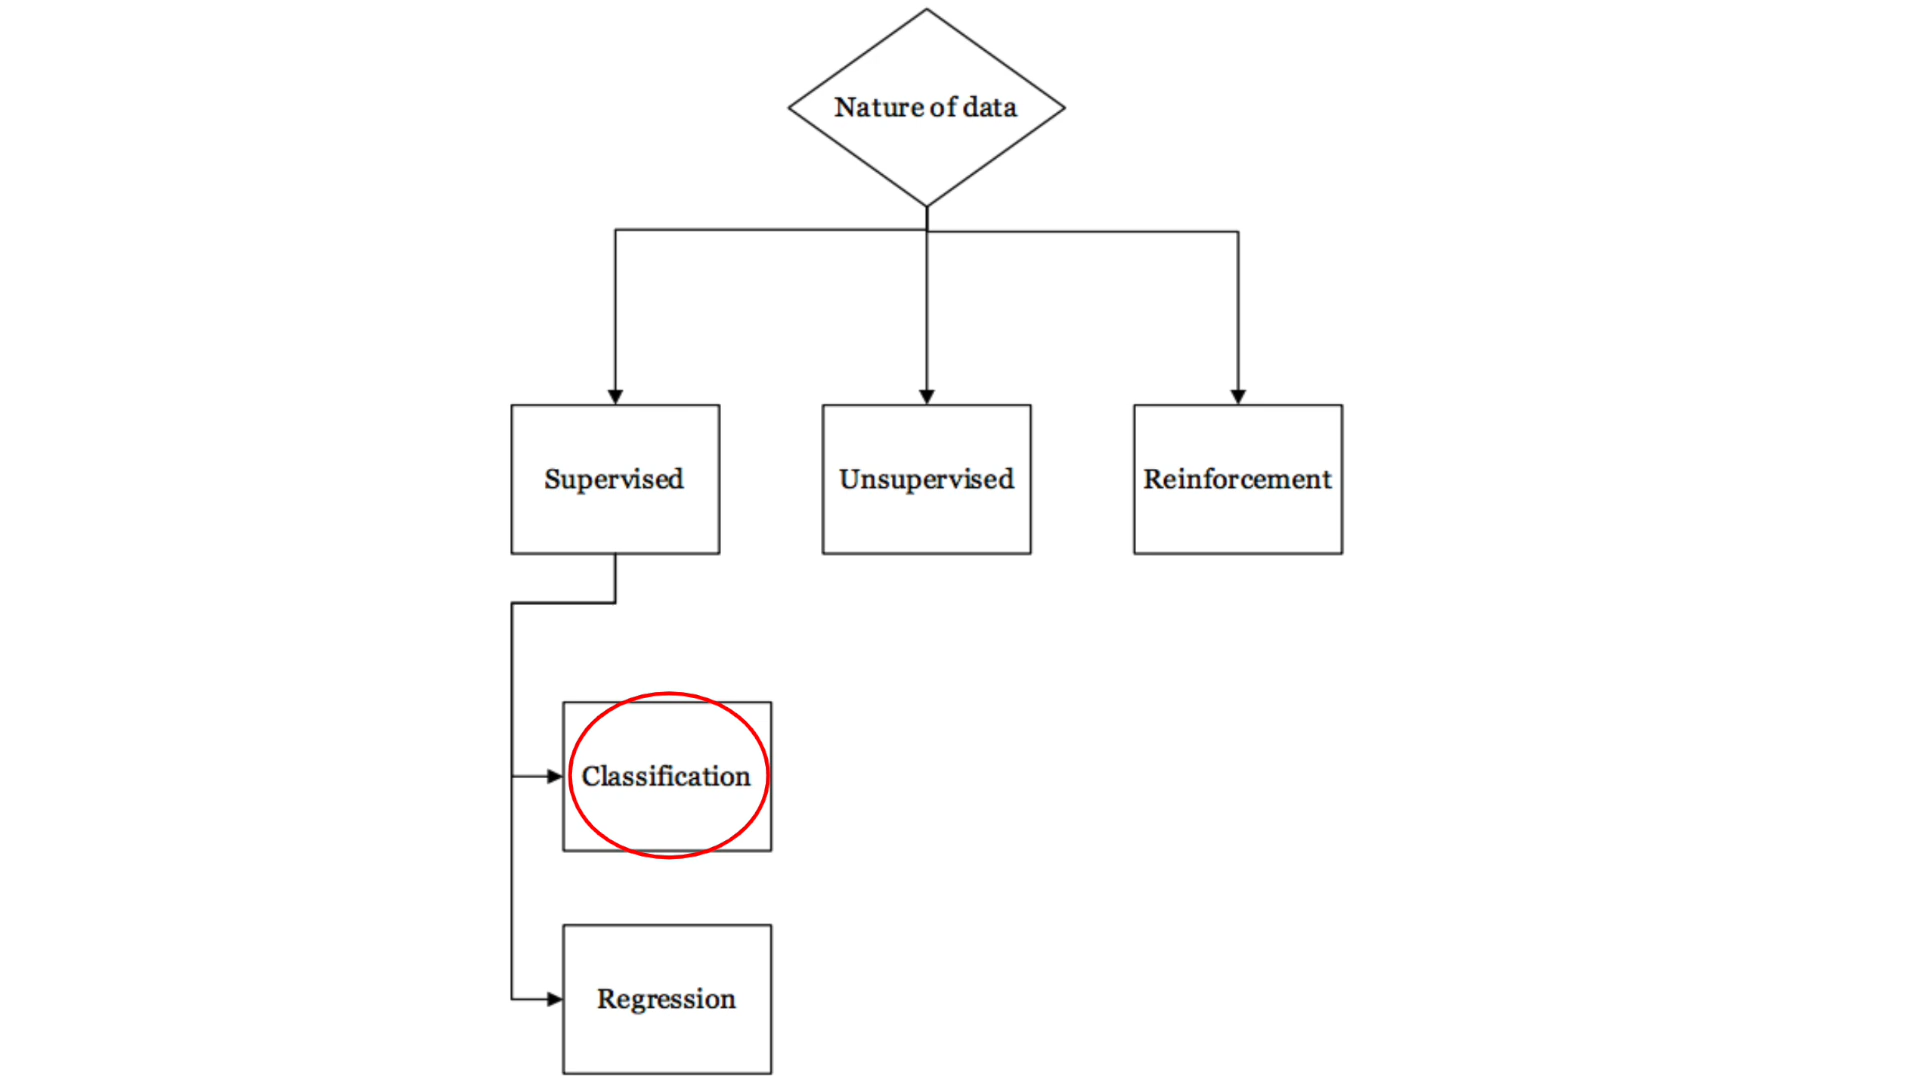 Nature of data
Supervised
Unsupervised
Reinforcement
Classification
Regression